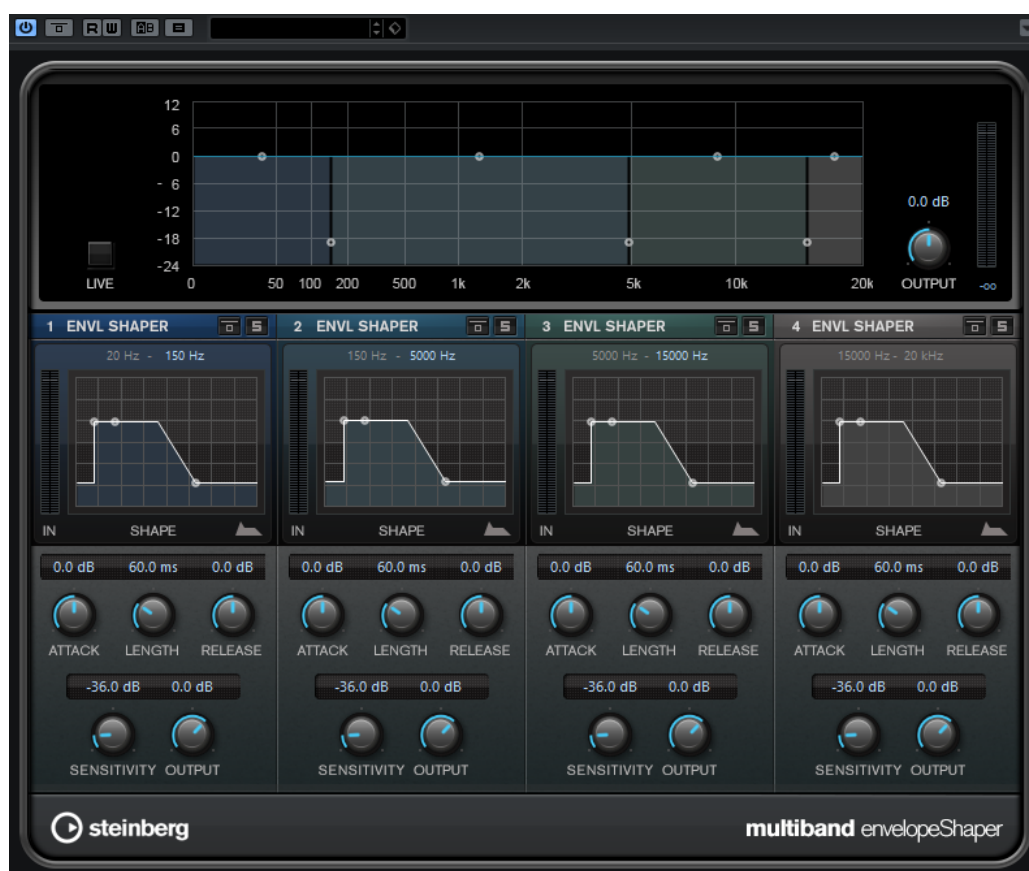 R W AB
12
6
0
- 6
-12
-18
-24
LIVE
0 50 100 200 500 1k 2k 5k 10k 20k
0.0 dB
OUTPUT
-oo
1 ENVL SHAPER S 2 ENVL SHAPER S 3 ENVL SHAPER S 4 ENVL SHAPER S
20 Hz - 150 Hz 150 Hz - 5000 Hz 5000 Hz - 15000 Hz 15000 Hz - 20 kHz
IN SHAPE IN SHAPE IN SHAPE IN SHAPE
0.0 dB 60.0 ms 0.0 dB 0.0 dB 60.0 ms 0.0 dB 0.0 dB 60.0 ms 0.0 dB 0.0 dB 60.0 ms 0.0 dB
ATTACK LENGTH RELEASE ATTACK LENGTH RELEASE ATTACK LENGTH RELEASE ATTACK LENGTH RELEASE
-36.0 dB 0.0 dB -36.0 dB 0.0 dB -36.0 dB 0.0 dB -36.0 dB 0.0 dB
SENSITIVITY OUTPUT SENSITIVITY OUTPUT SENSITIVITY OUTPUT SENSITIVITY OUTPUT
steinberg multiband envelopeShaper